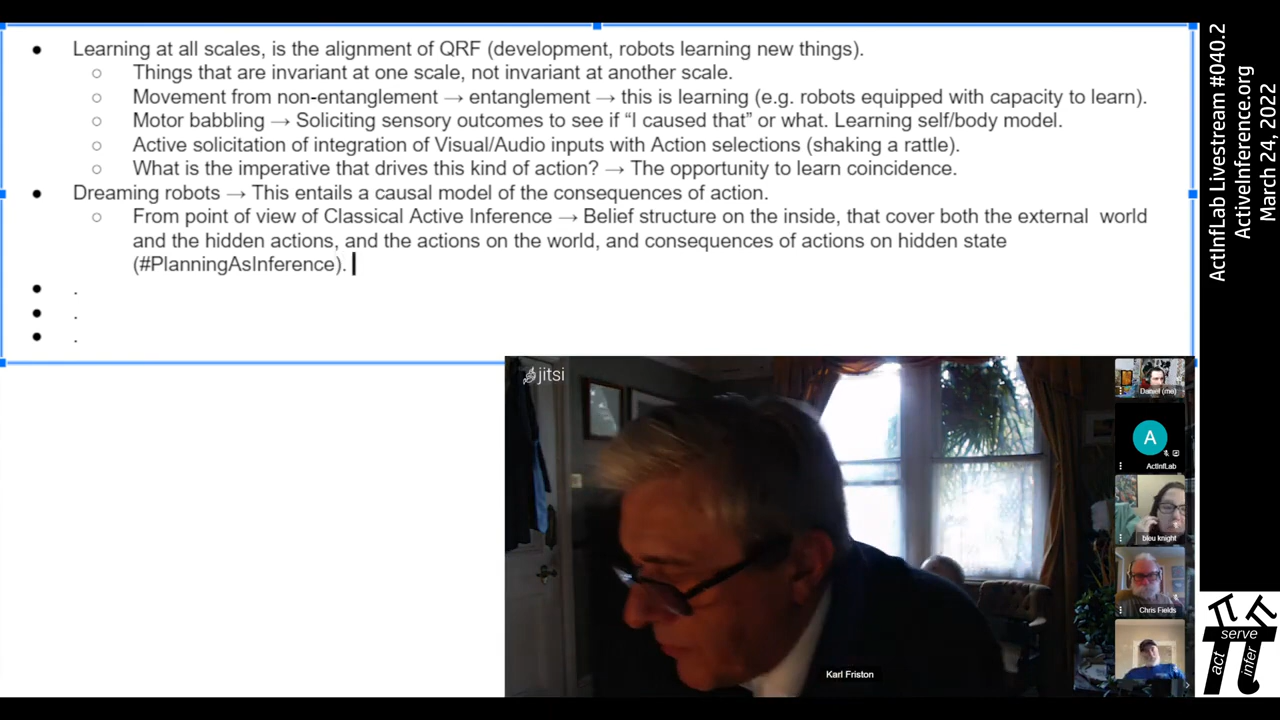 ● Learning at all scales, is the alignment of QRF (development, robots learning new things).
○ Things that are invariant at one scale, not invariant at another scale.
○ Movement from non-entanglement → entanglement → this is learning (e.g. robots equipped with capacity to learn).
○ Motor babbling → Soliciting sensory outcomes to see if “I caused that” or what. Learning self/body model.
○ Active solicitation of integration of Visual/Audio inputs with Action selections (shaking a rattle).
○ What is the imperative that drives this kind of action? → The opportunity to learn coincidence.
● Dreaming robots → This entails a causal model of the consequences of action.
○ From point of view of Classical Active Inference → Belief structure on the inside, that cover both the external world
and the hidden actions, and the actions on the world, and consequences of actions on hidden state
(#PlanningAsInference).
● .
● .
● .
jitsi
Karl Friston
Daniel (me)
A
ActInfLab
bleu knight
Chris Fields
ActInfLab Livestream #040.2
ActiveInference.org
March 24, 2022
act
serve
infer